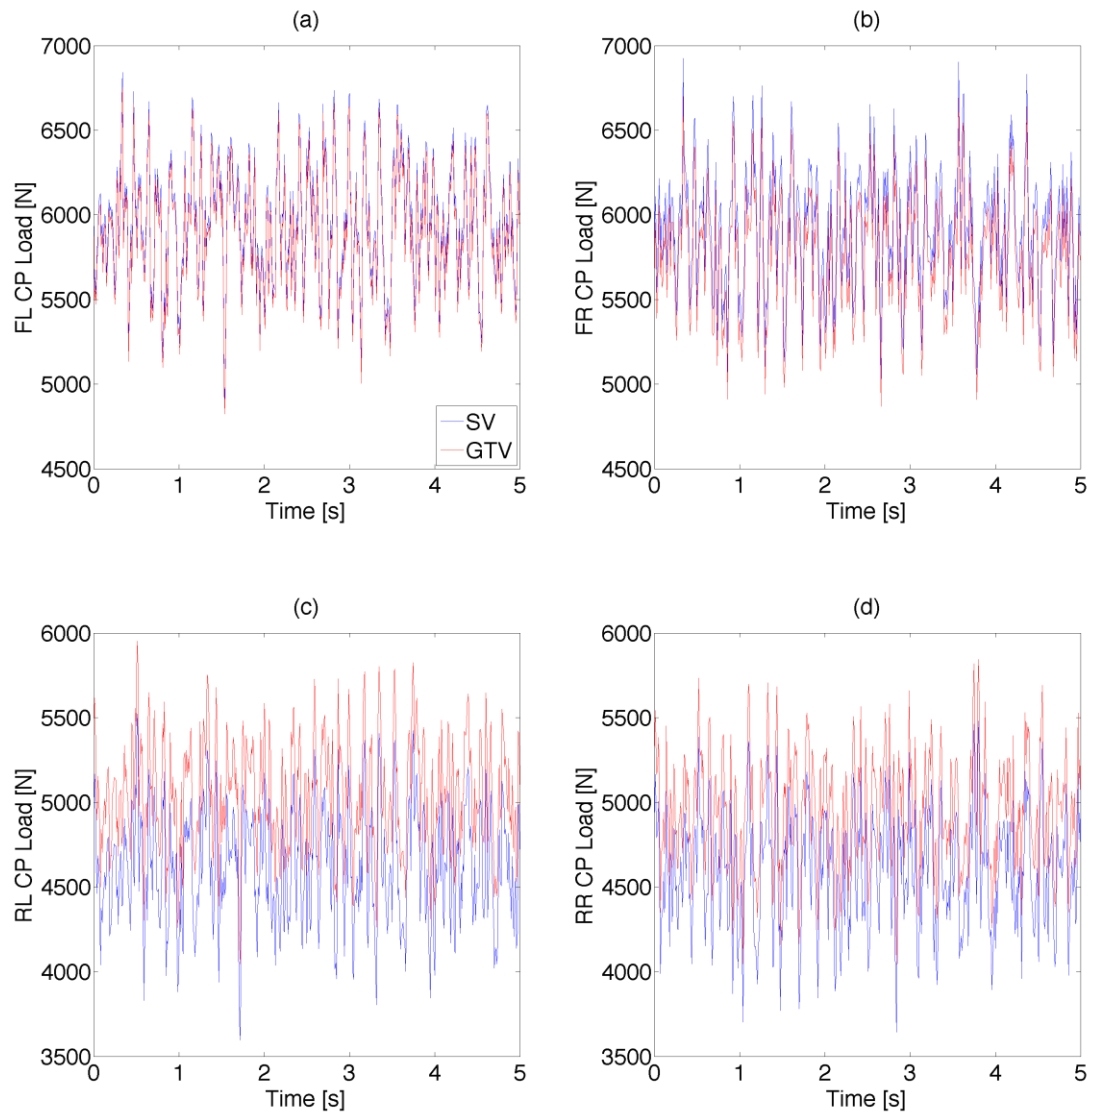 (a)
7000
6500
6000
5500
5000
4500
FL CP Load [N]
SV
GTV
0 1 2 3 4 5
Time [s]
(b)
7000
6500
6000
5500
5000
4500
FR CP Load [N]
0 1 2 3 4 5
Time [s]
(c)
6000
5500
5000
4500
4000
3500
RL CP Load [N]
0 1 2 3 4 5
Time [s]
(d)
6000
5500
5000
4500
4000
3500
RR CP Load [N]
0 1 2 3 4 5
Time [s]